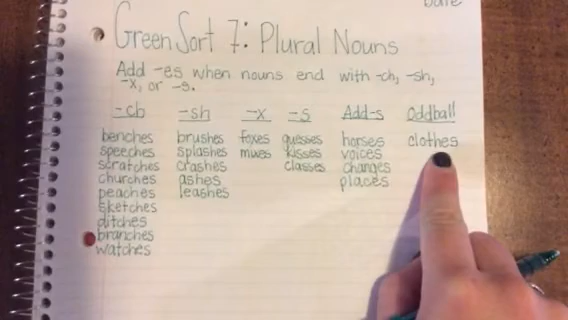 Date
Green Sort 7: Plural Nouns
Add -es when nouns end with -ch, -sh,
-x, or -s.
-ch -sh -x -s Add-s Oddball
benches brushes foxes guesses horses clothes
speeches splashes mixes kisses voices
scratches crashes classes changes
churches ashes places
peaches leashes
sketches
ditches
branches
watches